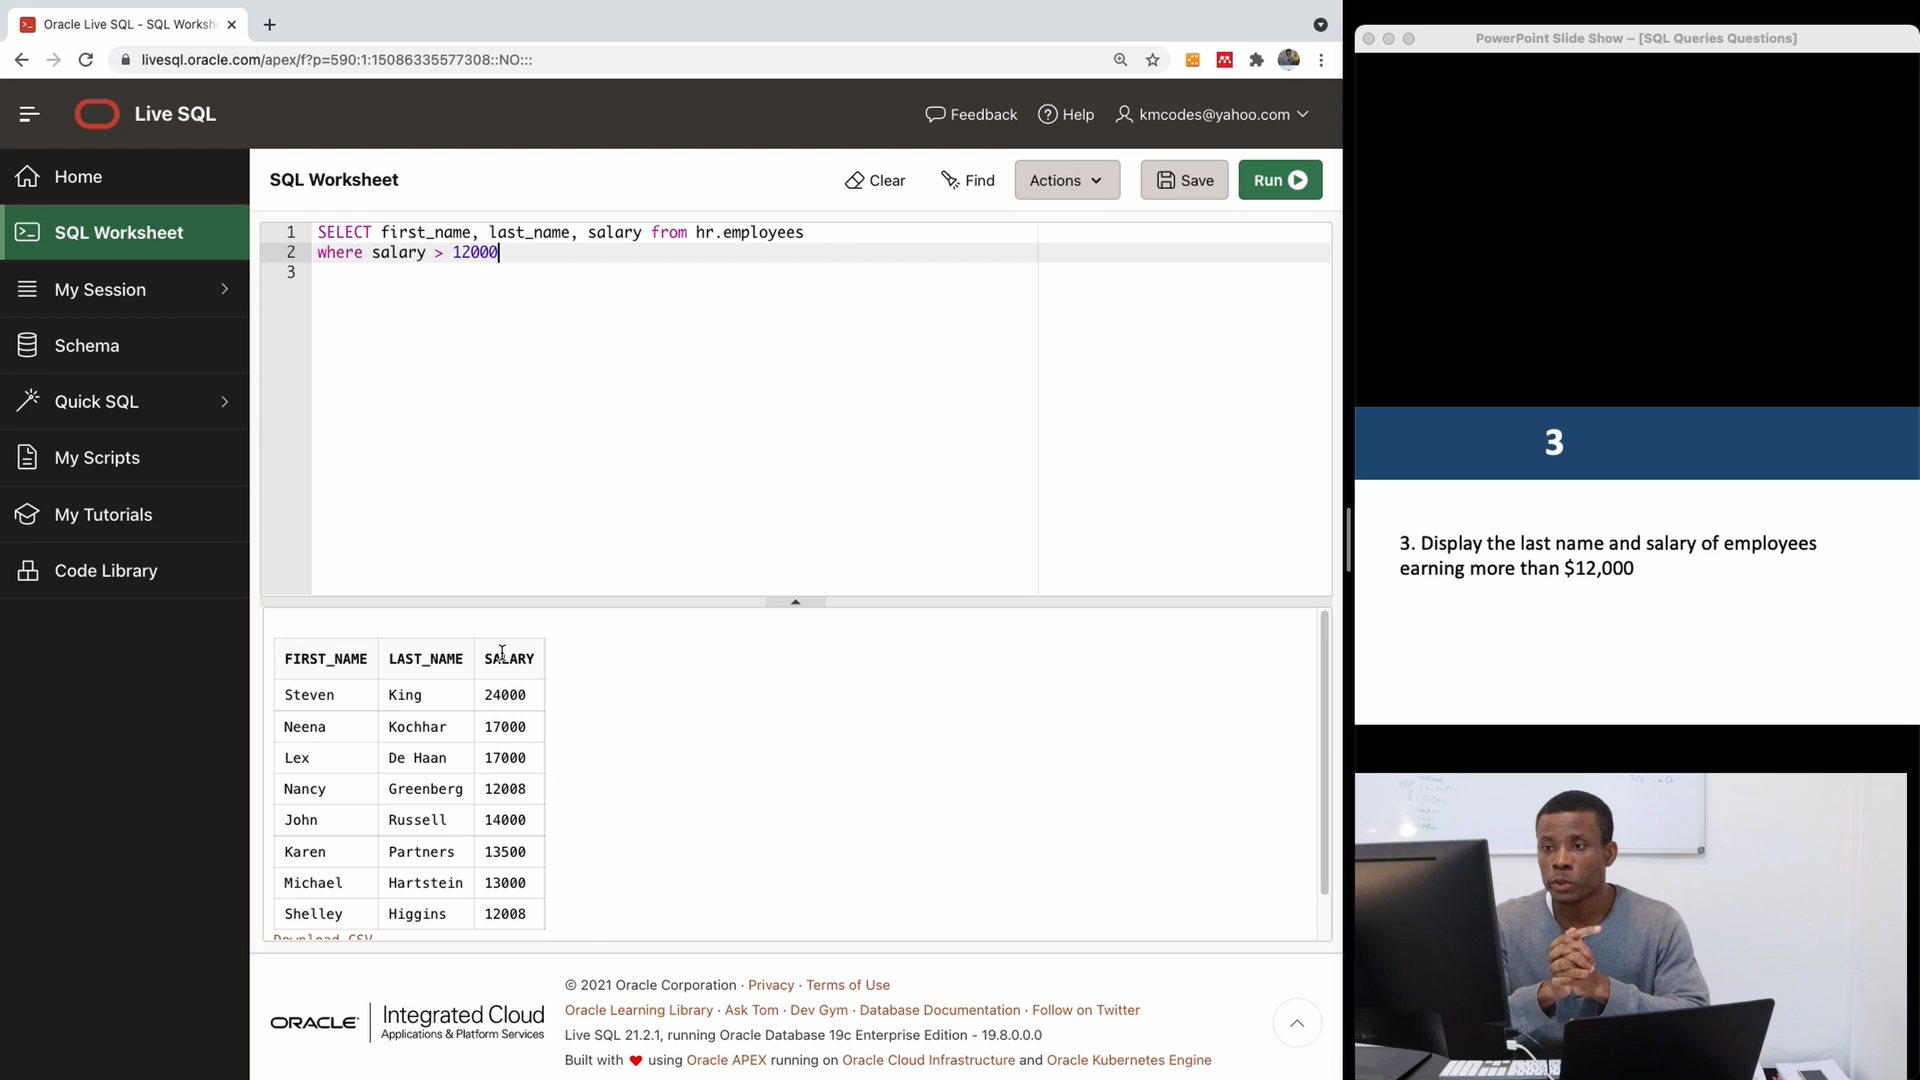 Oracle Live SQL - SQL Worksh
livesql.oracle.com/apex/f?p=590:1:15086335577308::NO:::
Live SQL
Feedback
Help
kmcodes@yahoo.com
Home
SQL Worksheet
My Session
Schema
Quick SQL
My Scripts
My Tutorials
Code Library
SQL Worksheet
Clear
Find
Actions
Save
Run
1 SELECT first_name, last_name, salary from hr.employees
2 where salary > 12000
3
FIRST_NAME LAST_NAME SALARY
Steven King 24000
Neena Kochhar 17000
Lex De Haan 17000
Nancy Greenberg 12008
John Russell 14000
Karen Partners 13500
Michael Hartstein 13000
Shelley Higgins 12008
Download CSV
ORACLE
Integrated Cloud
Applications & Platform Services
© 2021 Oracle Corporation · Privacy · Terms of Use
Oracle Learning Library · Ask Tom · Dev Gym · Database Documentation · Follow on Twitter
Live SQL 21.2.1, running Oracle Database 19c Enterprise Edition - 19.8.0.0.0
Built with ❤ using Oracle APEX running on Oracle Cloud Infrastructure and Oracle Kubernetes Engine
PowerPoint Slide Show – [SQL Queries Questions]
3
3. Display the last name and salary of employees
earning more than $12,000